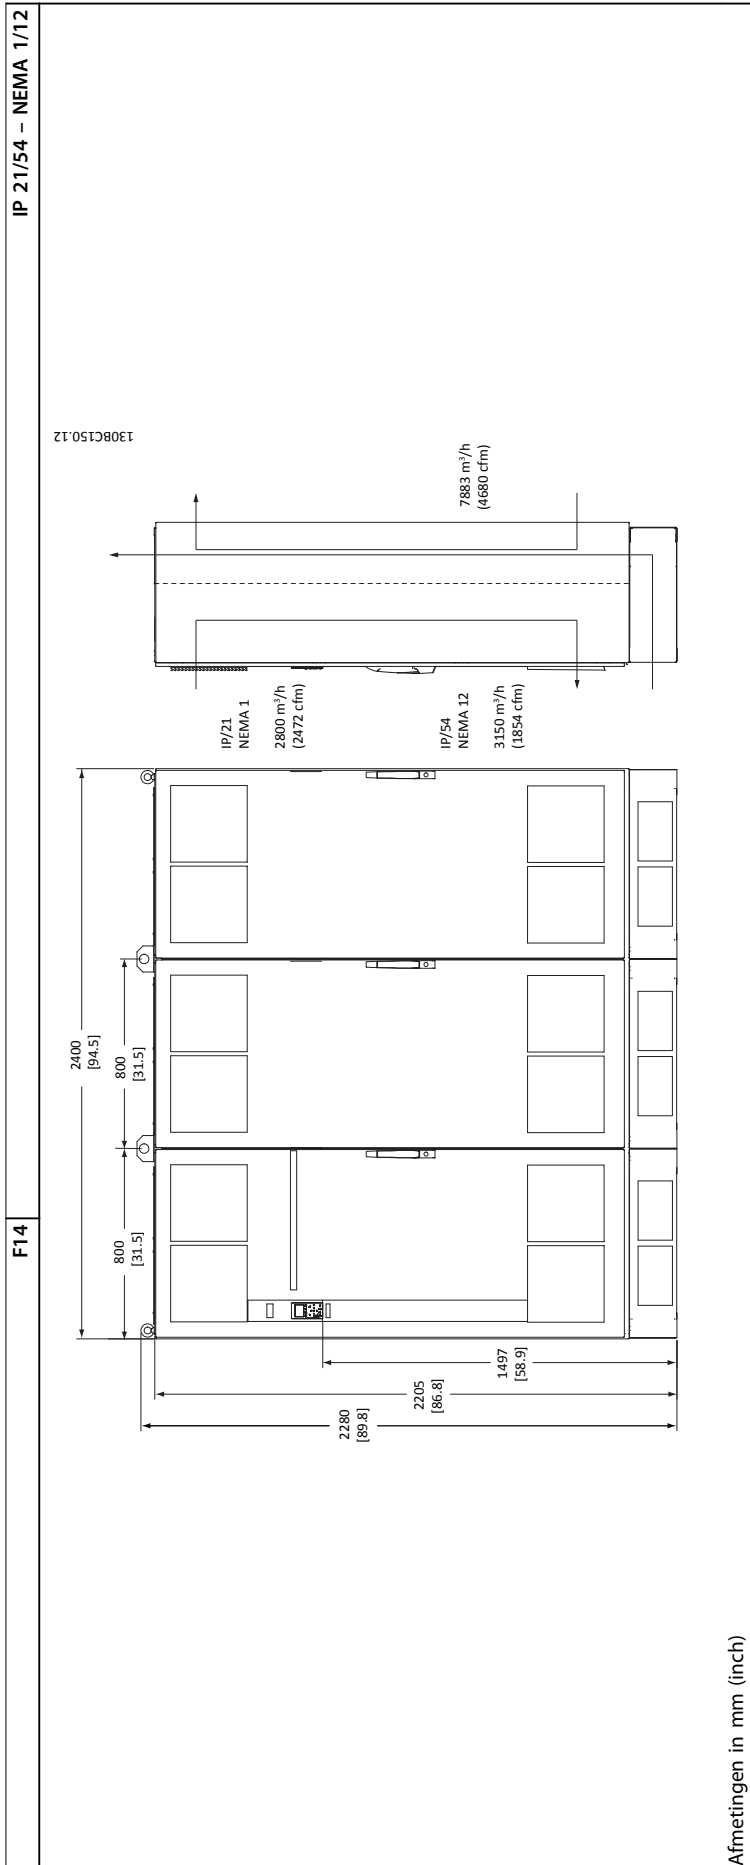 F14
IP 21/54 – NEMA 1/12
130BC150.12
2400
[94.5]
800
[31.5]
800
[31.5]
IP/21
NEMA 1
2800 m³/h
(2472 cfm)
IP/54
NEMA 12
3150 m³/h
(1854 cfm)
7883 m³/h
(4680 cfm)
2280
[89.8]
2205
[86.8]
1497
[58.9]
Afmetingen in mm (inch)